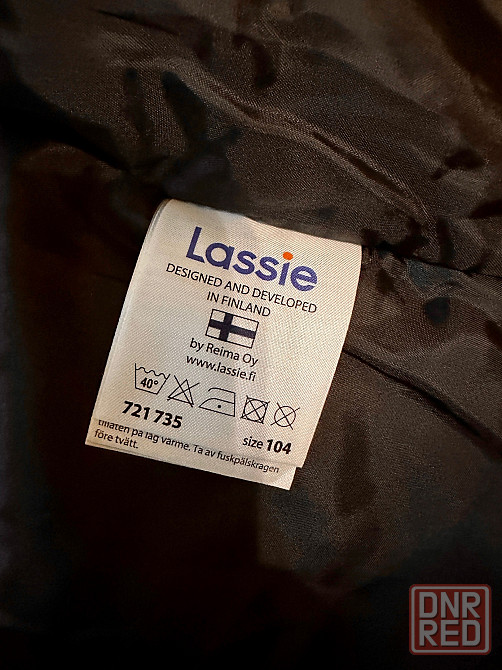 Lassie
DESIGNED AND DEVELOPED
IN FINLAND
by Reima Oy
www.lassie.fi
40°
721 735
size 104
på låg värme. Ta av fuskpälskragen
före tvätt.
DNR
RED